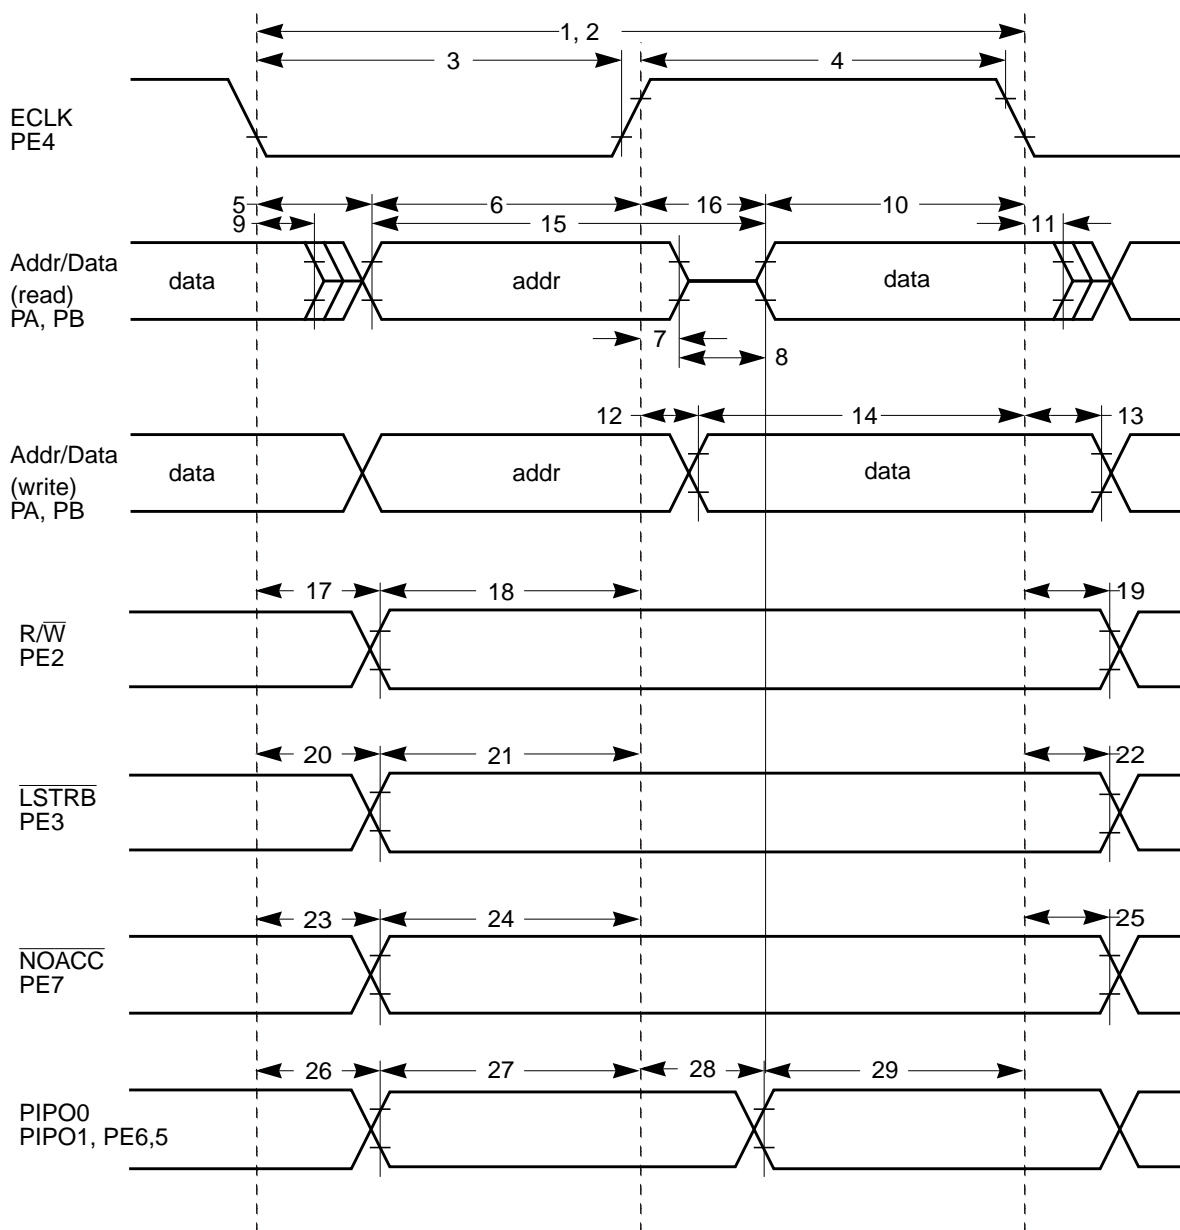 1, 2
3 4
ECLK
PE4
5 6 16 10
9 15 11
Addr/Data
(read)
PA, PB
data addr data
7
8
12 14 13
Addr/Data
(write)
PA, PB
data addr data
17 18 19
R/W̅
PE2
20 21 22
L̅S̅T̅R̅B̅
PE3
23 24 25
N̅O̅A̅C̅C̅
PE7
26 27 28 29
PIPO0
PIPO1, PE6,5